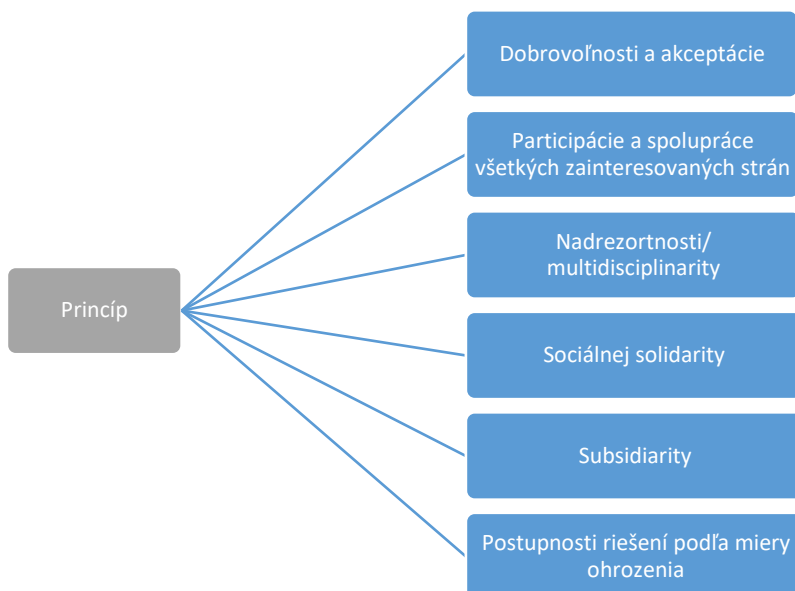 Princíp
Dobrovoľnosti a akceptácie
Participácie a spolupráce
všetkých zainteresovaných strán
Nadrezortnosti/
multidisciplinarity
Sociálnej solidarity
Subsidiarity
Postupnosti riešení podľa miery
ohrozenia